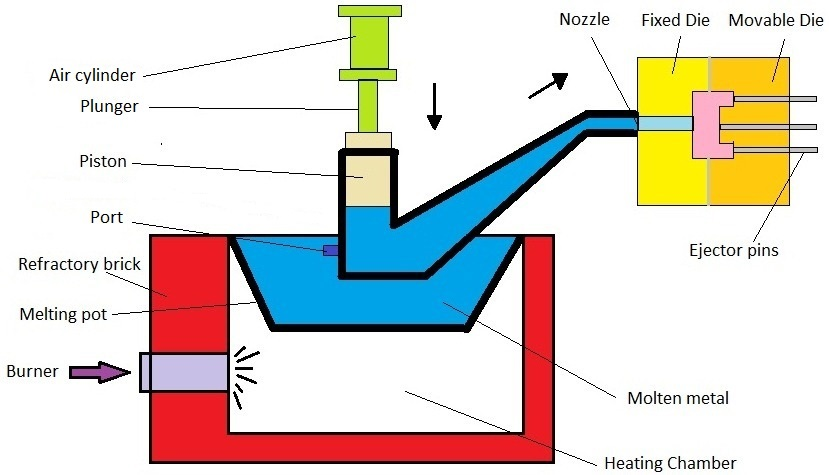 Nozzle
Fixed Die
Movable Die
Air cylinder
Plunger
Piston
Port
Ejector pins
Refractory brick
Melting pot
Burner
Molten metal
Heating Chamber